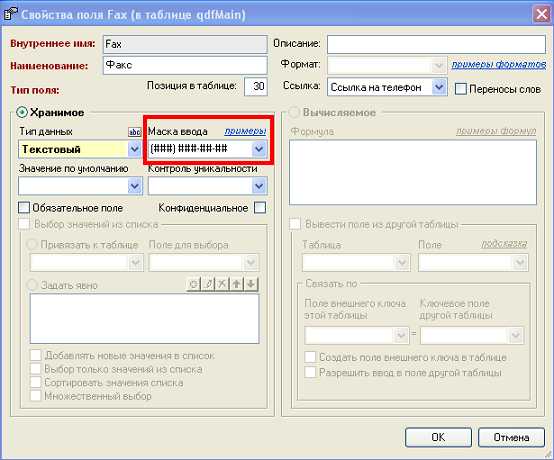 Свойства поля Fax (в таблице qdfMain)
Внутреннее имя: Fax Описание:
Наименование: Факс Формат: примеры форматов
Тип поля: Позиция в таблице: 30 Ссылка: Ссылка на телефон Переносы слов
Хранимое Вычисляемое
Тип данных abc Маска ввода примеры Формула примеры формул
Текстовый (###) ###-##-##
Значение по умолчанию Контроль уникальности
Обязательное поле Конфиденциальное
Выбор значений из списка Вывести поле из другой таблицы
Привязать к таблице Поле для выбора Таблица Поле подсказка
Задать явно Связать по
Поле внешнего ключа этой таблицы Ключевое поле другой таблицы
=
Добавлять новые значения в список Создать поле внешнего ключа в таблице
Выбор только значений из списка Разрешить ввод в поле другой таблицы
Сортировать значения списка
Множественный выбор
OK Отмена